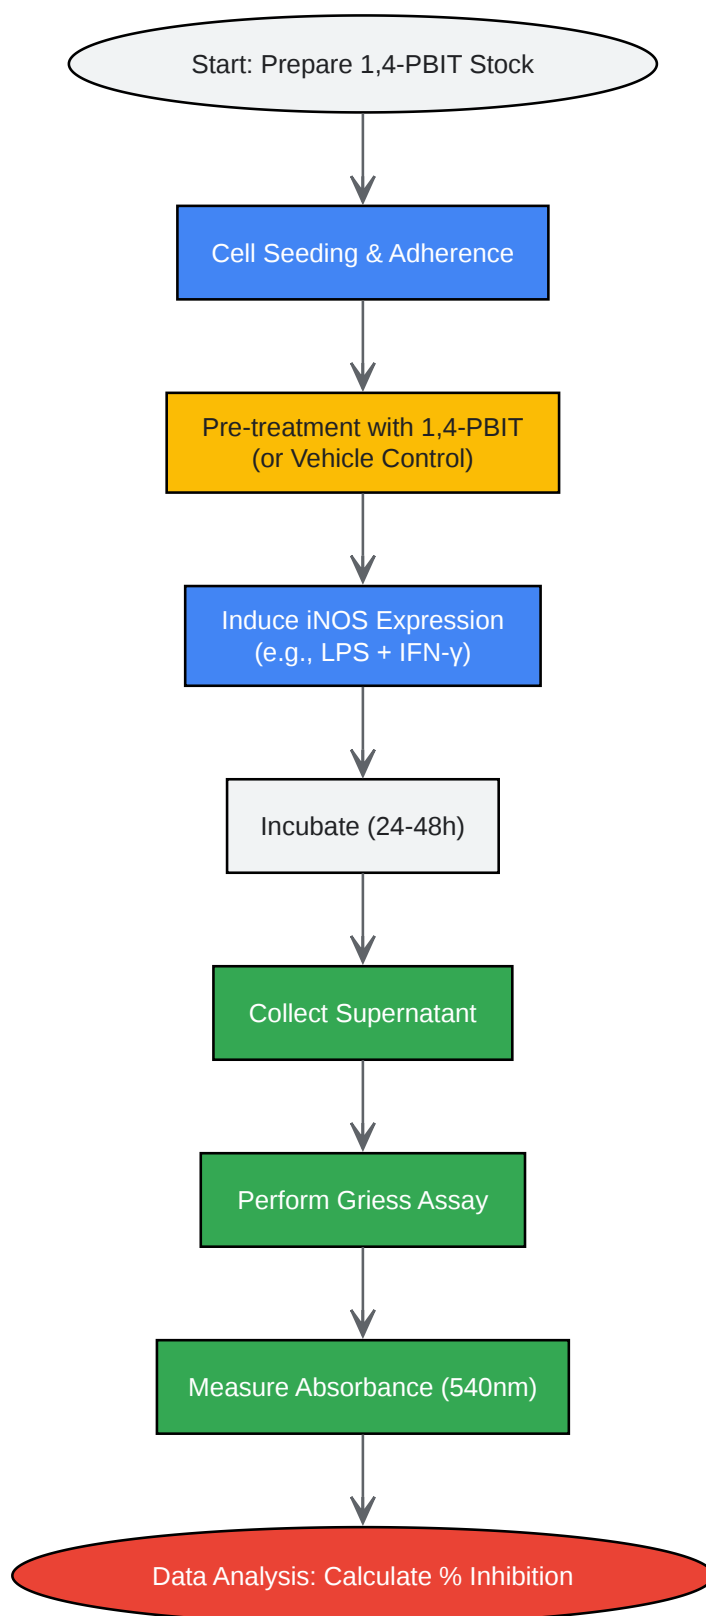 Start: Prepare 1,4-PBIT Stock
Cell Seeding & Adherence
Pre-treatment with 1,4-PBIT
(or Vehicle Control)
Induce iNOS Expression
(e.g., LPS + IFN-γ)
Incubate (24-48h)
Collect Supernatant
Perform Griess Assay
Measure Absorbance (540nm)
Data Analysis: Calculate % Inhibition